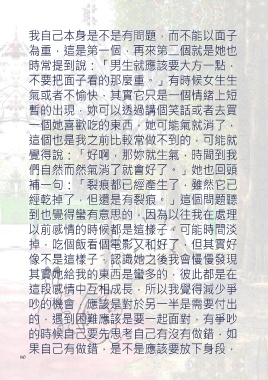 我自己本身是不是有問題，而不能以面子
為重，這是第一個，再來第二個就是她也
時常提到說：「男生就應該要大方一點，
不要把面子看的那麼重。」有時候女生生
氣或者不愉快，其實它只是一個情緒上短
暫的出現，妳可以透過講個笑話或者去買
一個她喜歡吃的東西，她可能氣就消了，
這個也是我之前比較常做不到的，可能就
覺得說：「好啊，那妳就生氣，時間到我
們自然而然氣消了就會好了。」她也回頭
補一句：「裂痕都已經產生了，雖然它已
經乾掉了，但還是有裂痕。」這個問題聽
到也覺得蠻有意思的，因為以往我在處理
以前感情的時候都是這樣子，可能時間淡
掉，吃個飯看個電影又和好了，但其實好
像不是這樣子，認識她之後我會慢慢發現
其實她給我的東西是蠻多的，彼此都是在
這段感情中互相成長，所以我覺得減少爭
吵的機會，應該是對於另一半是需要付出
的，遇到困難應該是要一起面對，有爭吵
的時候自己要先思考自己有沒有做錯，如
果自己有做錯，是不是應該要放下身段，